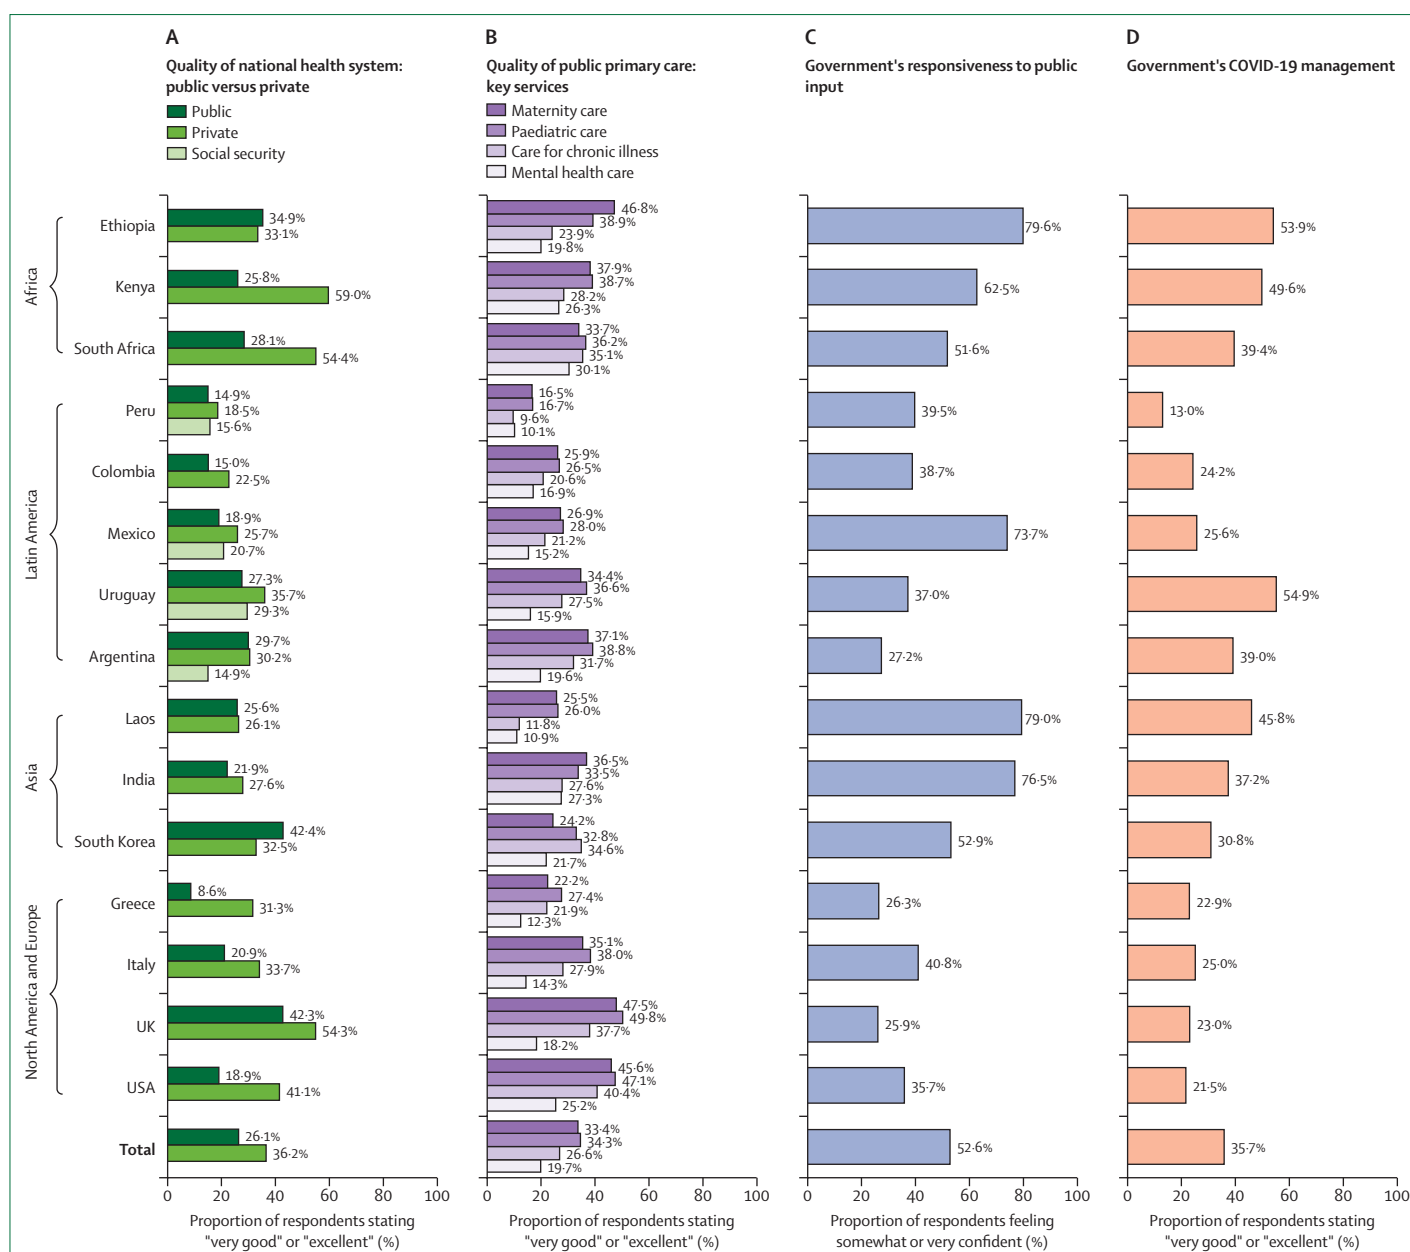 A
Quality of national health system:
public versus private
Public
Private
Social security
B
Quality of public primary care:
key services
Maternity care
Paediatric care
Care for chronic illness
Mental health care
C
Government's responsiveness to public
input
D
Government's COVID-19 management
Africa
Latin America
Asia
North America and Europe
Ethiopia
34·9%
33·1%
46·8%
38·9%
23·9%
19·8%
79·6%
53·9%
Kenya
25·8%
59·0%
37·9%
38·7%
28·2%
26·3%
62·5%
49·6%
South Africa
28·1%
54·4%
33·7%
36·2%
35·1%
30·1%
51·6%
39·4%
Peru
14·9%
18·5%
15·6%
16·5%
16·7%
9·6%
10·1%
39·5%
13·0%
Colombia
15·0%
22·5%
25·9%
26·5%
20·6%
16·9%
38·7%
24·2%
Mexico
18·9%
25·7%
20·7%
26·9%
28·0%
21·2%
15·2%
73·7%
25·6%
Uruguay
27·3%
35·7%
29·3%
34·4%
36·6%
27·5%
15·9%
37·0%
54·9%
Argentina
29·7%
30·2%
14·9%
37·1%
38·8%
31·7%
19·6%
27·2%
39·0%
Laos
25·6%
26·1%
25·5%
26·0%
11·8%
10·9%
79·0%
45·8%
India
21·9%
27·6%
36·5%
33·5%
27·6%
27·3%
76·5%
37·2%
South Korea
42·4%
32·5%
24·2%
32·8%
34·6%
21·7%
52·9%
30·8%
Greece
8·6%
31·3%
22·2%
27·4%
21·9%
12·3%
26·3%
22·9%
Italy
20·9%
33·7%
35·1%
38·0%
27·9%
14·3%
40·8%
25·0%
UK
42·3%
54·3%
47·5%
49·8%
37·7%
18·2%
25·9%
23·0%
USA
18·9%
41·1%
45·6%
47·1%
40·4%
25·2%
35·7%
21·5%
Total
26·1%
36·2%
33·4%
34·3%
26·6%
19·7%
52·6%
35·7%
0 20 40 60 80 100
Proportion of respondents stating
"very good" or "excellent" (%)
0 20 40 60 80 100
Proportion of respondents stating
"very good" or "excellent" (%)
0 20 40 60 80 100
Proportion of respondents feeling
somewhat or very confident (%)
0 20 40 60 80 100
Proportion of respondents stating
"very good" or "excellent" (%)